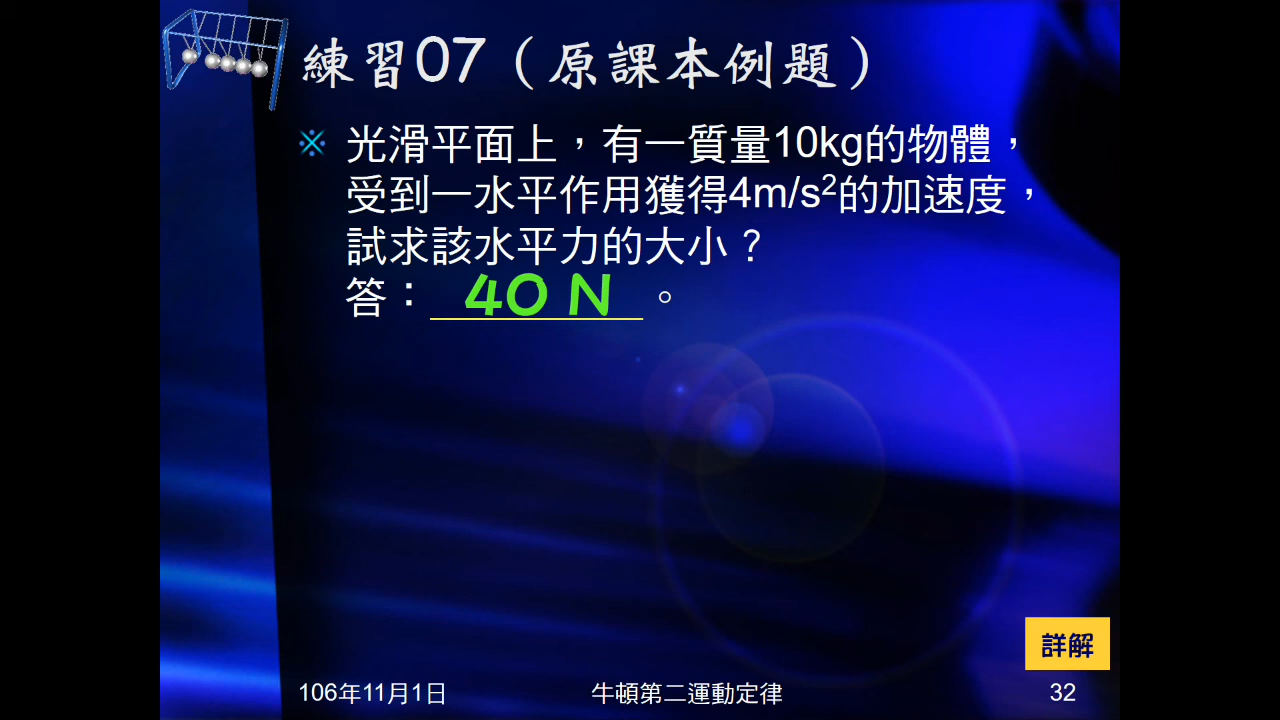 練習07（原課本例題）
※ 光滑平面上，有一質量10kg的物體，
受到一水平作用獲得4m/s²的加速度，
試求該水平力的大小？
答：40 N。
詳解
106年11月1日 牛頓第二運動定律 32